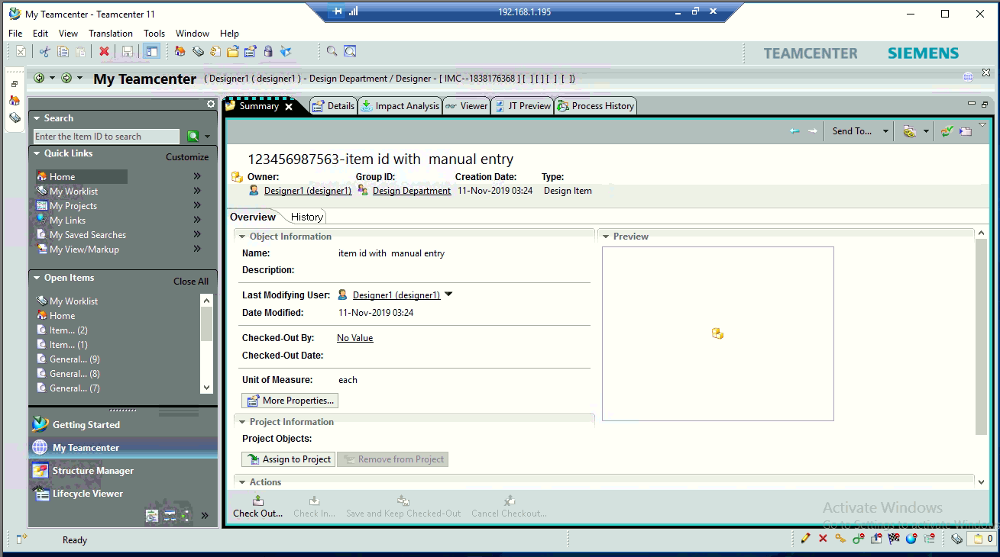 My Teamcenter - Teamcenter 11
192.168.1.195
File Edit View Translation Tools Window Help
TEAMCENTER SIEMENS
My Teamcenter ( Designer1 ( designer1 ) - Design Department / Designer - [ IMC--1838176368 ] [ ] [ ] [ ] [ ])
Search
Enter the Item ID to search
Quick Links
Customize
Home
My Worklist
My Projects
My Links
My Saved Searches
My View/Markup
Open Items
Close All
My Worklist
Home
Item... (2)
Item... (1)
General... (9)
General... (8)
General... (7)
Getting Started
My Teamcenter
Structure Manager
Lifecycle Viewer
Summary Details Impact Analysis Viewer JT Preview Process History
Send To...
123456987563-item id with  manual entry
Owner: Group ID: Creation Date: Type:
Designer1 (designer1) Design Department 11-Nov-2019 03:24 Design Item
Overview History
Object Information
Name: item id with  manual entry
Description:
Last Modifying User: Designer1 (designer1)
Date Modified: 11-Nov-2019 03:24
Checked-Out By: No Value
Checked-Out Date:
Unit of Measure: each
More Properties...
Project Information
Project Objects:
Assign to Project Remove from Project
Actions
Preview
Check Out... Check In... Save and Keep Checked-Out Cancel Checkout...
Activate Windows
Go to Settings to activate Windows
Ready
0